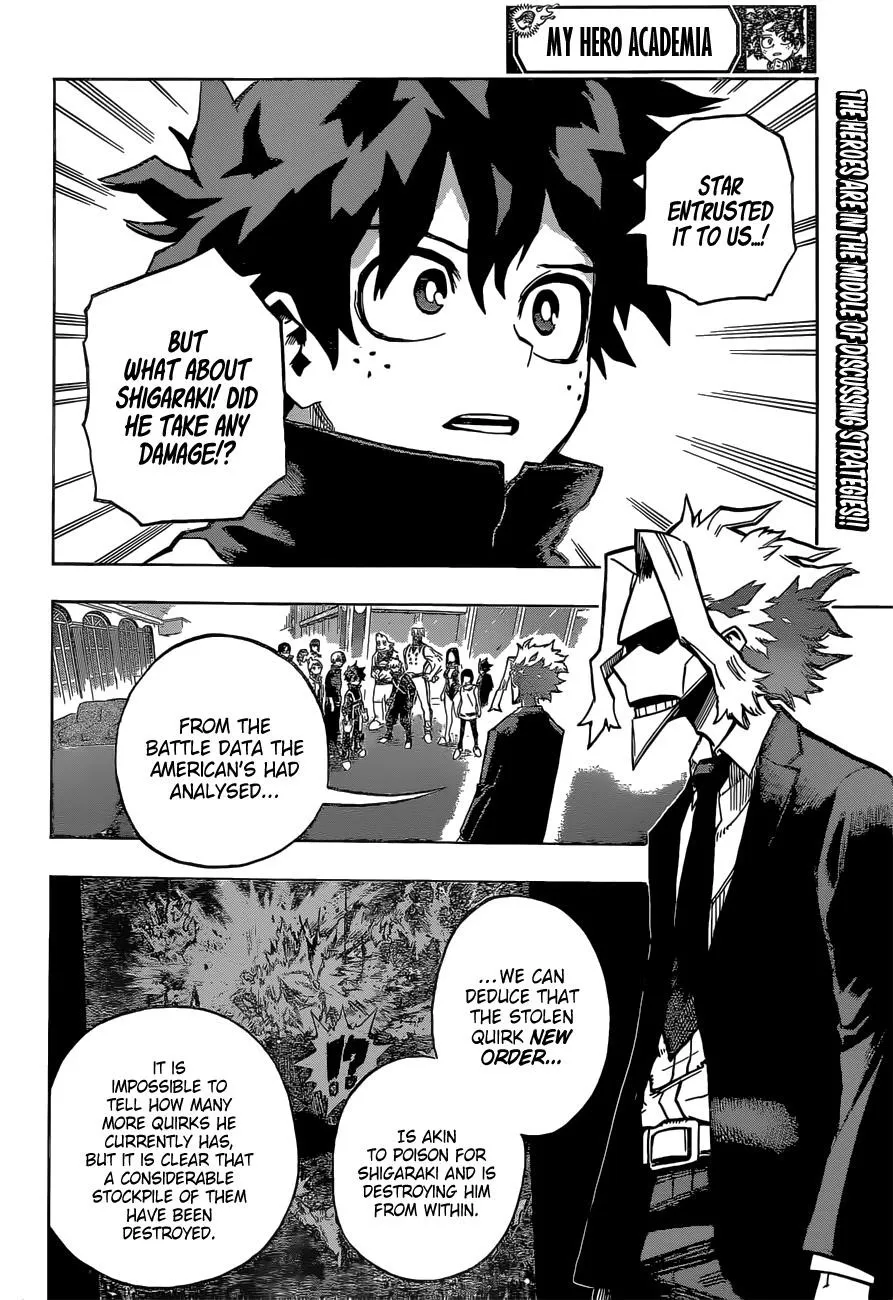 MY HERO ACADEMIA
THE HEROES ARE IN THE MIDDLE OF DISCUSSING STRATEGIES!!
STAR
ENTRUSTED
IT TO US...!
BUT
WHAT ABOUT
SHIGARAKI! DID
HE TAKE ANY
DAMAGE!?
FROM THE
BATTLE DATA THE
AMERICAN'S HAD
ANALYSED...
...WE CAN
DEDUCE THAT
THE STOLEN
QUIRK NEW
ORDER...
!?
IS AKIN
TO POISON FOR
SHIGARAKI AND IS
DESTROYING HIM
FROM WITHIN.
IT IS
IMPOSSIBLE TO
TELL HOW MANY
MORE QUIRKS HE
CURRENTLY HAS,
BUT IT IS CLEAR THAT
A CONSIDERABLE
STOCKPILE OF THEM
HAVE BEEN
DESTROYED.